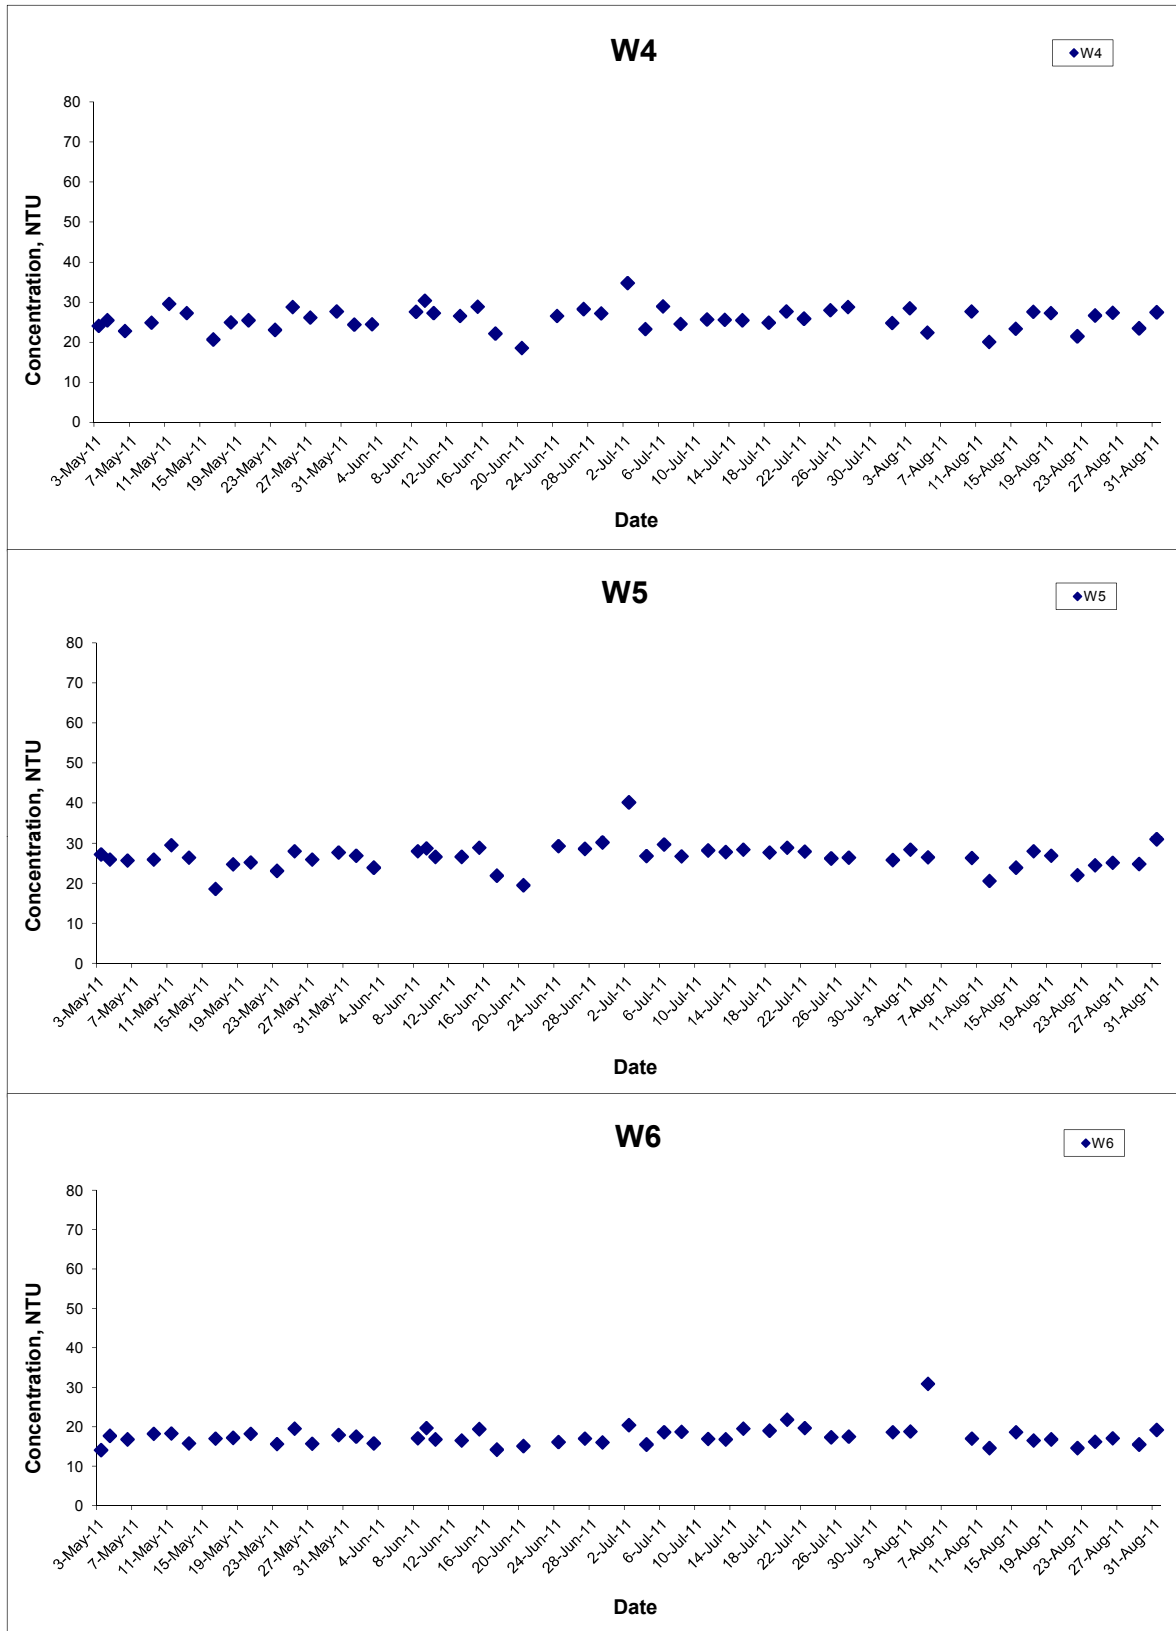 W4
W4
80
70
60
50
40
30
20
10
0
Concentration, NTU
3-May-11
7-May-11
11-May-11
15-May-11
19-May-11
23-May-11
27-May-11
31-May-11
4-Jun-11
8-Jun-11
12-Jun-11
16-Jun-11
20-Jun-11
24-Jun-11
28-Jun-11
2-Jul-11
6-Jul-11
10-Jul-11
14-Jul-11
18-Jul-11
22-Jul-11
26-Jul-11
30-Jul-11
3-Aug-11
7-Aug-11
11-Aug-11
15-Aug-11
19-Aug-11
23-Aug-11
27-Aug-11
31-Aug-11
Date
W5
W5
80
70
60
50
40
30
20
10
0
Concentration, NTU
3-May-11
7-May-11
11-May-11
15-May-11
19-May-11
23-May-11
27-May-11
31-May-11
4-Jun-11
8-Jun-11
12-Jun-11
16-Jun-11
20-Jun-11
24-Jun-11
28-Jun-11
2-Jul-11
6-Jul-11
10-Jul-11
14-Jul-11
18-Jul-11
22-Jul-11
26-Jul-11
30-Jul-11
3-Aug-11
7-Aug-11
11-Aug-11
15-Aug-11
19-Aug-11
23-Aug-11
27-Aug-11
31-Aug-11
Date
W6
W6
80
70
60
50
40
30
20
10
0
Concentration, NTU
3-May-11
7-May-11
11-May-11
15-May-11
19-May-11
23-May-11
27-May-11
31-May-11
4-Jun-11
8-Jun-11
12-Jun-11
16-Jun-11
20-Jun-11
24-Jun-11
28-Jun-11
2-Jul-11
6-Jul-11
10-Jul-11
14-Jul-11
18-Jul-11
22-Jul-11
26-Jul-11
30-Jul-11
3-Aug-11
7-Aug-11
11-Aug-11
15-Aug-11
19-Aug-11
23-Aug-11
27-Aug-11
31-Aug-11
Date